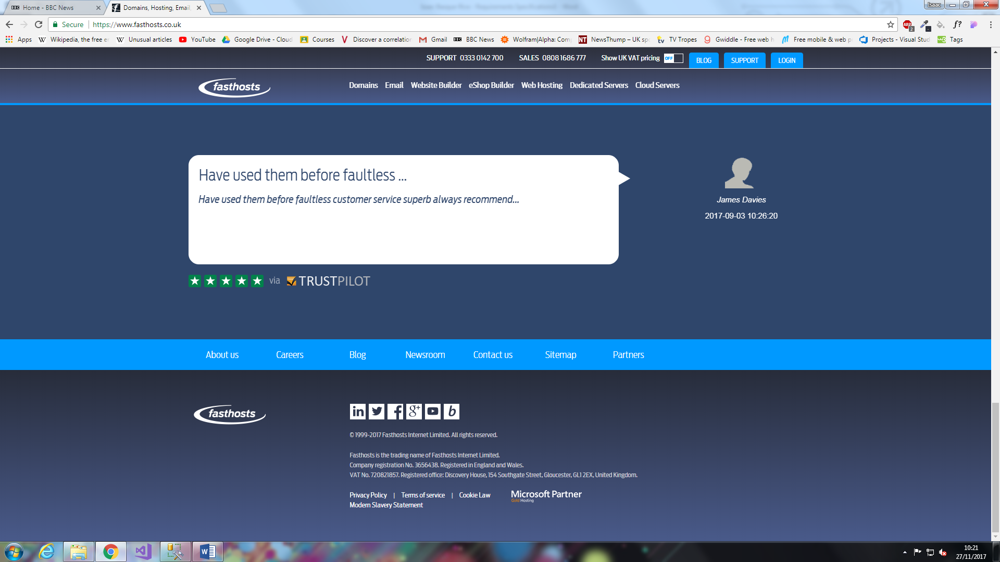 Home - BBC News
Domains, Hosting, Email,
Isaac
Secure
https://www.fasthosts.co.uk
ABP
2
f?
Apps
Wikipedia, the free e
Unusual articles
YouTube
Google Drive - Cloud
Courses
Discover a correlation
Gmail
BBC News
Wolfram|Alpha: Com
NewsThump – UK sp
TV Tropes
Gwiddle - Free web h
Free mobile & web p
Projects - Visual Stud
Tags
SUPPORT 0333 0142 700
SALES 0808 1686 777
Show UK VAT pricing
OFF
BLOG
SUPPORT
LOGIN
fasthosts
Domains
Email
Website Builder
eShop Builder
Web Hosting
Dedicated Servers
Cloud Servers
Have used them before faultless ...
Have used them before faultless customer service superb always recommend...
James Davies
2017-09-03 10:26:20
via
TRUSTPILOT
About us
Careers
Blog
Newsroom
Contact us
Sitemap
Partners
fasthosts
© 1999-2017 Fasthosts Internet Limited. All rights reserved.
Fasthosts is the trading name of Fasthosts Internet Limited.
Company registration No. 3656438. Registered in England and Wales.
VAT No. 720821857. Registered office: Discovery House, 154 Southgate Street, Gloucester, GL1 2EX, United Kingdom.
Privacy Policy | Terms of service | Cookie Law
Modern Slavery Statement
Microsoft Partner
Gold Hosting
10:21
27/11/2017